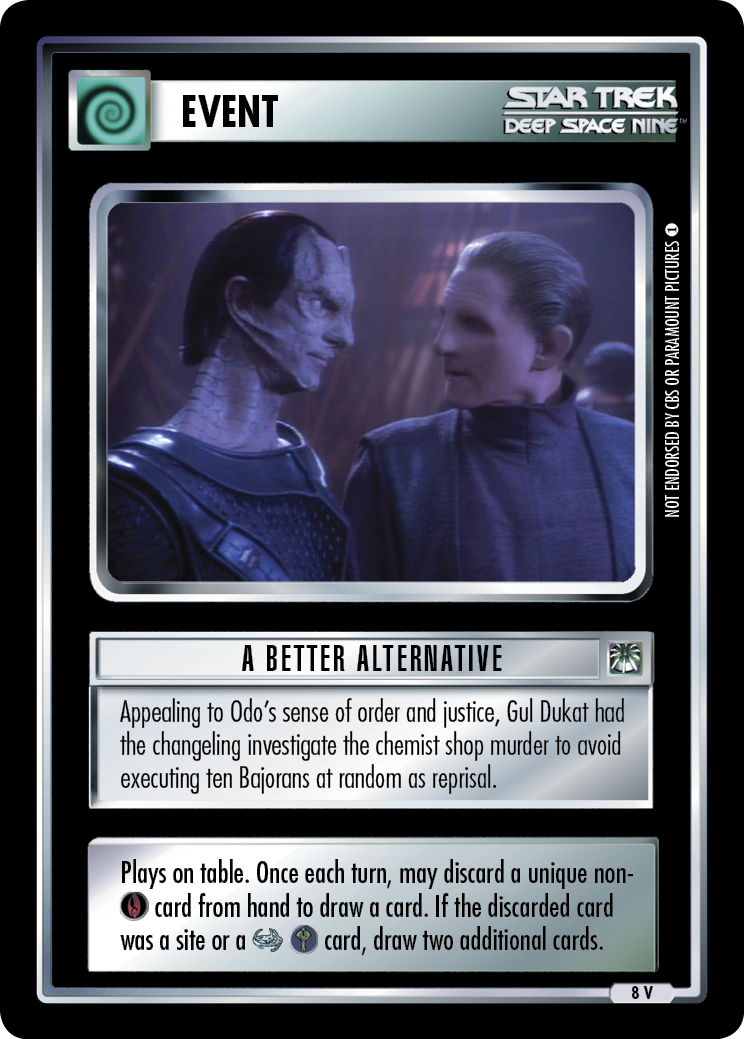 EVENT
STAR TREK
DEEP SPACE NINE™
NOT ENDORSED BY CBS OR PARAMOUNT PICTURES 1
A BETTER ALTERNATIVE
Appealing to Odo's sense of order and justice, Gul Dukat had
the changeling investigate the chemist shop murder to avoid
executing ten Bajorans at random as reprisal.
Plays on table. Once each turn, may discard a unique non-
card from hand to draw a card. If the discarded card
was a site or a card, draw two additional cards.
8 V